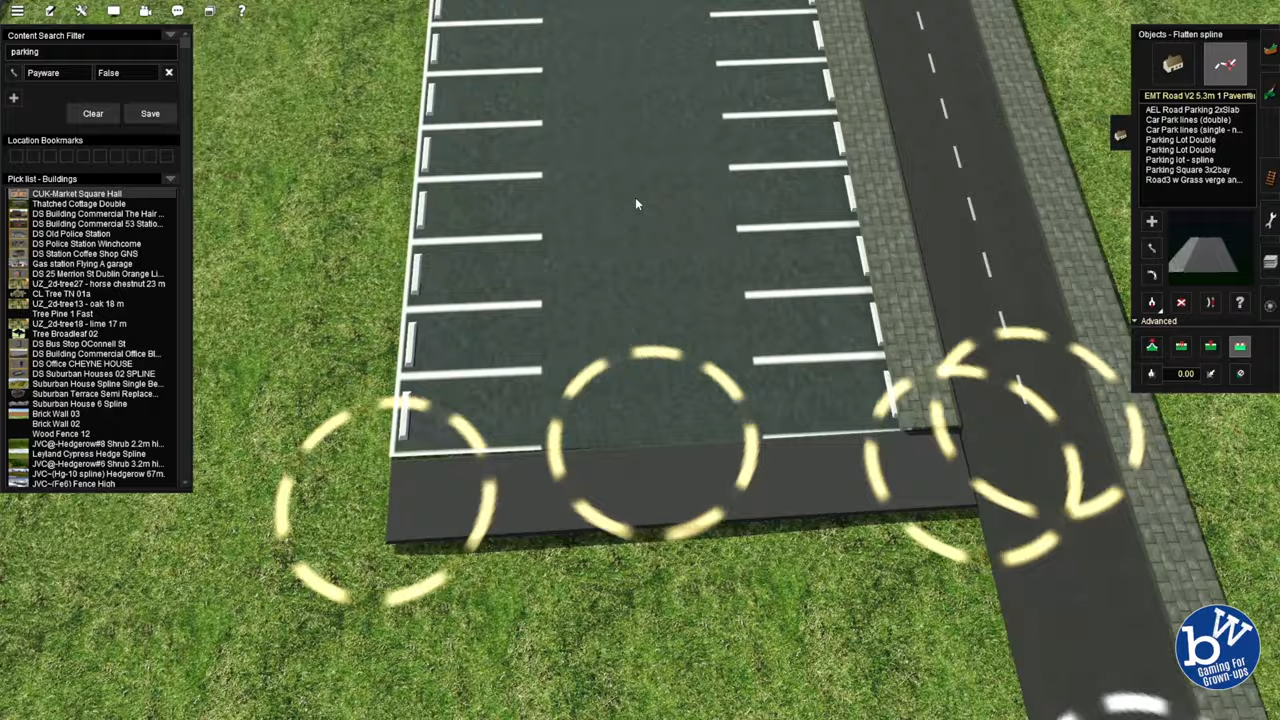 ?
Content Search Filter
parking
Payware False
Clear Save
Location Bookmarks
Pick list - Buildings
CUK-Market Square Hall
Thatched Cottage Double
DS Building Commercial The Hair ...
DS Building Commercial 53 Statio...
DS Old Police Station
DS Police Station Winchcome
DS Station Coffee Shop GNS
Gas station Flying A garage
DS 25 Merrion St Dublin Orange Li...
UZ_2d-tree27 - horse chestnut 23 m
CL Tree TN 01a
UZ_2d-tree13 - oak 18 m
Tree Pine 1 Fast
UZ_2d-tree18 - lime 17 m
Tree Broadleaf 02
DS Bus Stop OConnell St
DS Building Commercial Office Bl...
DS Office CHEYNE HOUSE
DS Suburban Houses 02 SPLINE
Suburban House Spline Single Be...
Suburban Terrace Semi Replace...
Suburban House 6 Spline
Brick Wall 03
Brick Wall 02
Wood Fence 12
JVC@-Hedgerow#8 Shrub 2.2m hi...
Leyland Cypress Hedge Spline
JVC@-Hedgerow#6 Shrub 3.2m hi...
JVC~(Hg-10 spline) Hedgerow 67m.
JVC~(Fe6) Fence High
Objects - Flatten spline
EMT Road V2 5.3m 1 Pavem
AEL Road Parking 2xSlab
Car Park lines (double)
Car Park lines (single - n...
Parking Lot Double
Parking Lot Double
Parking lot - spline
Parking Square 3x2bay
Road3 w Grass verge an...
?
Advanced
0.00
bW
Gaming For
Grown-ups